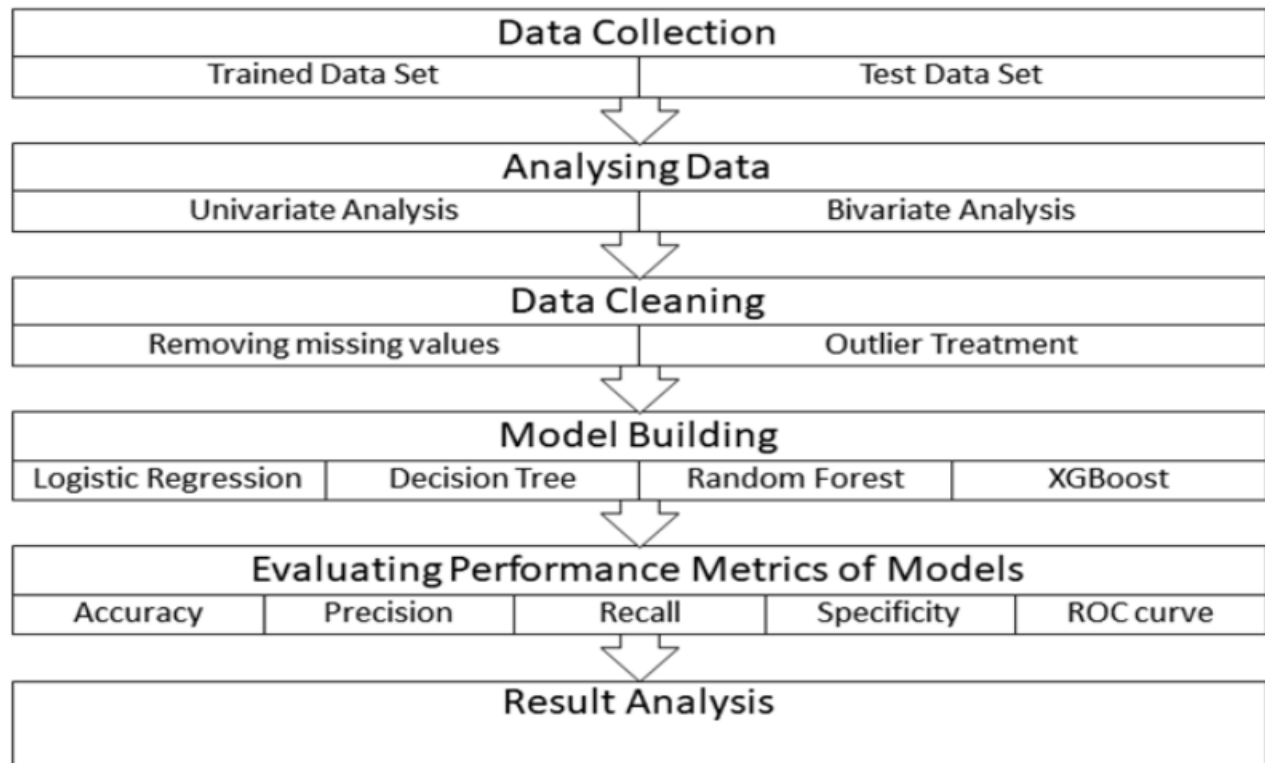 Data Collection
Trained Data Set
Test Data Set
Analysing Data
Univariate Analysis
Bivariate Analysis
Data Cleaning
Removing missing values
Outlier Treatment
Model Building
Logistic Regression
Decision Tree
Random Forest
XGBoost
Evaluating Performance Metrics of Models
Accuracy
Precision
Recall
Specificity
ROC curve
Result Analysis